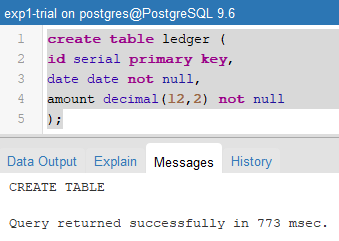 exp1-trial on postgres@PostgreSQL 9.6
1 create table ledger (
2 id serial primary key,
3 date date not null,
4 amount decimal(12,2) not null
5 );
Data Output Explain Messages History
CREATE TABLE
Query returned successfully in 773 msec.